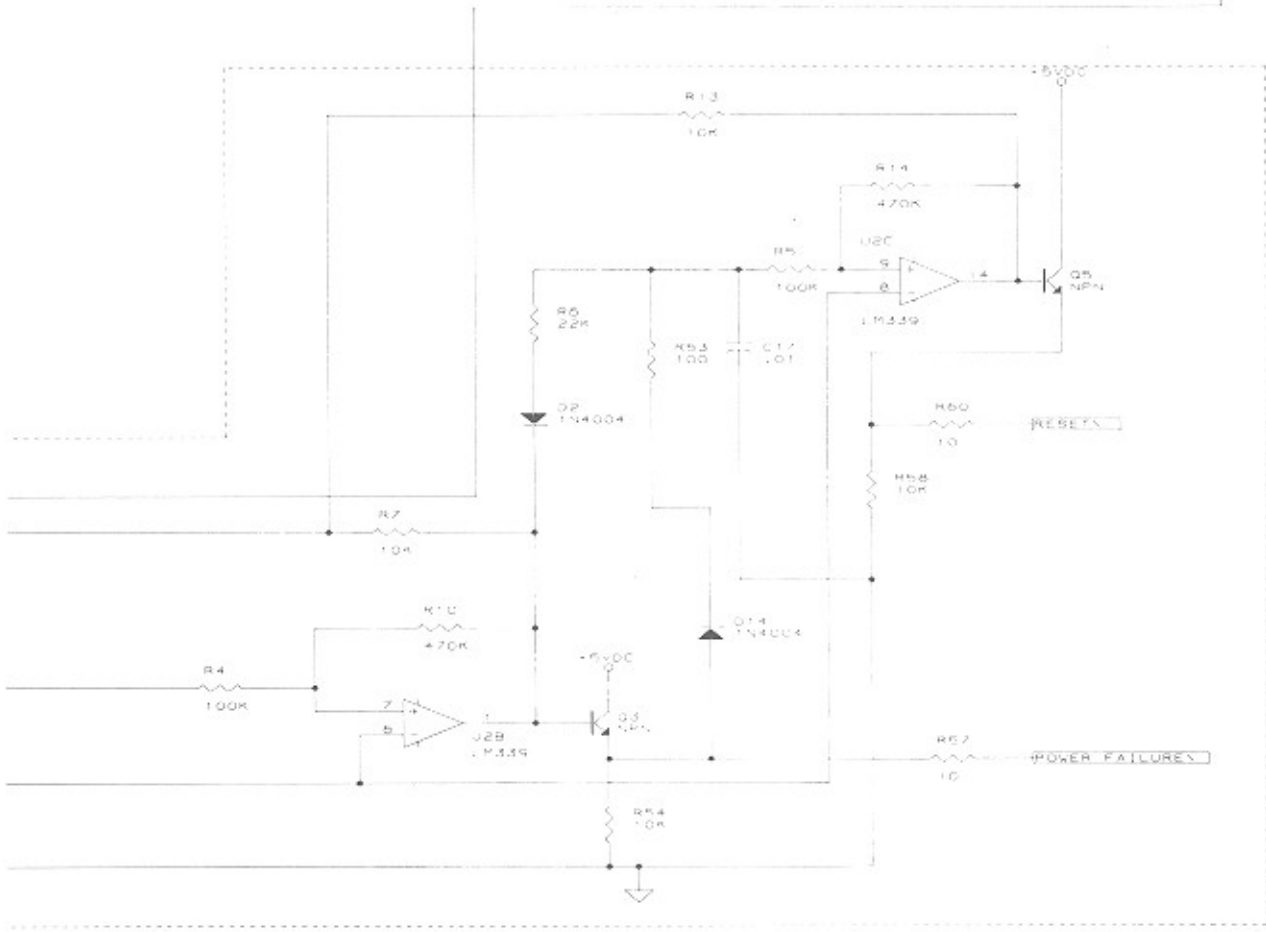 -5VDC
R13
10K
R14
470K
U2C
R5
9
+
14
Q5
NPN
100K
8
-
LM339
R6
22K
R53
100
C17
.01
D2
1N4004
R60
RESET\
10
R58
10K
R7
10K
R10
470K
D14
1N4004
-5VDC
R4
100K
7
+
1
Q3
NPN
6
-
U2B
LM339
R57
POWER FAILURE\
10
R54
10K